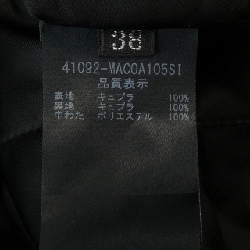 38
41092-MACOA105SI
品質表示
表地 キュプラ 100%
裏地 キュプラ 100%
中わた ポリエステル 100%